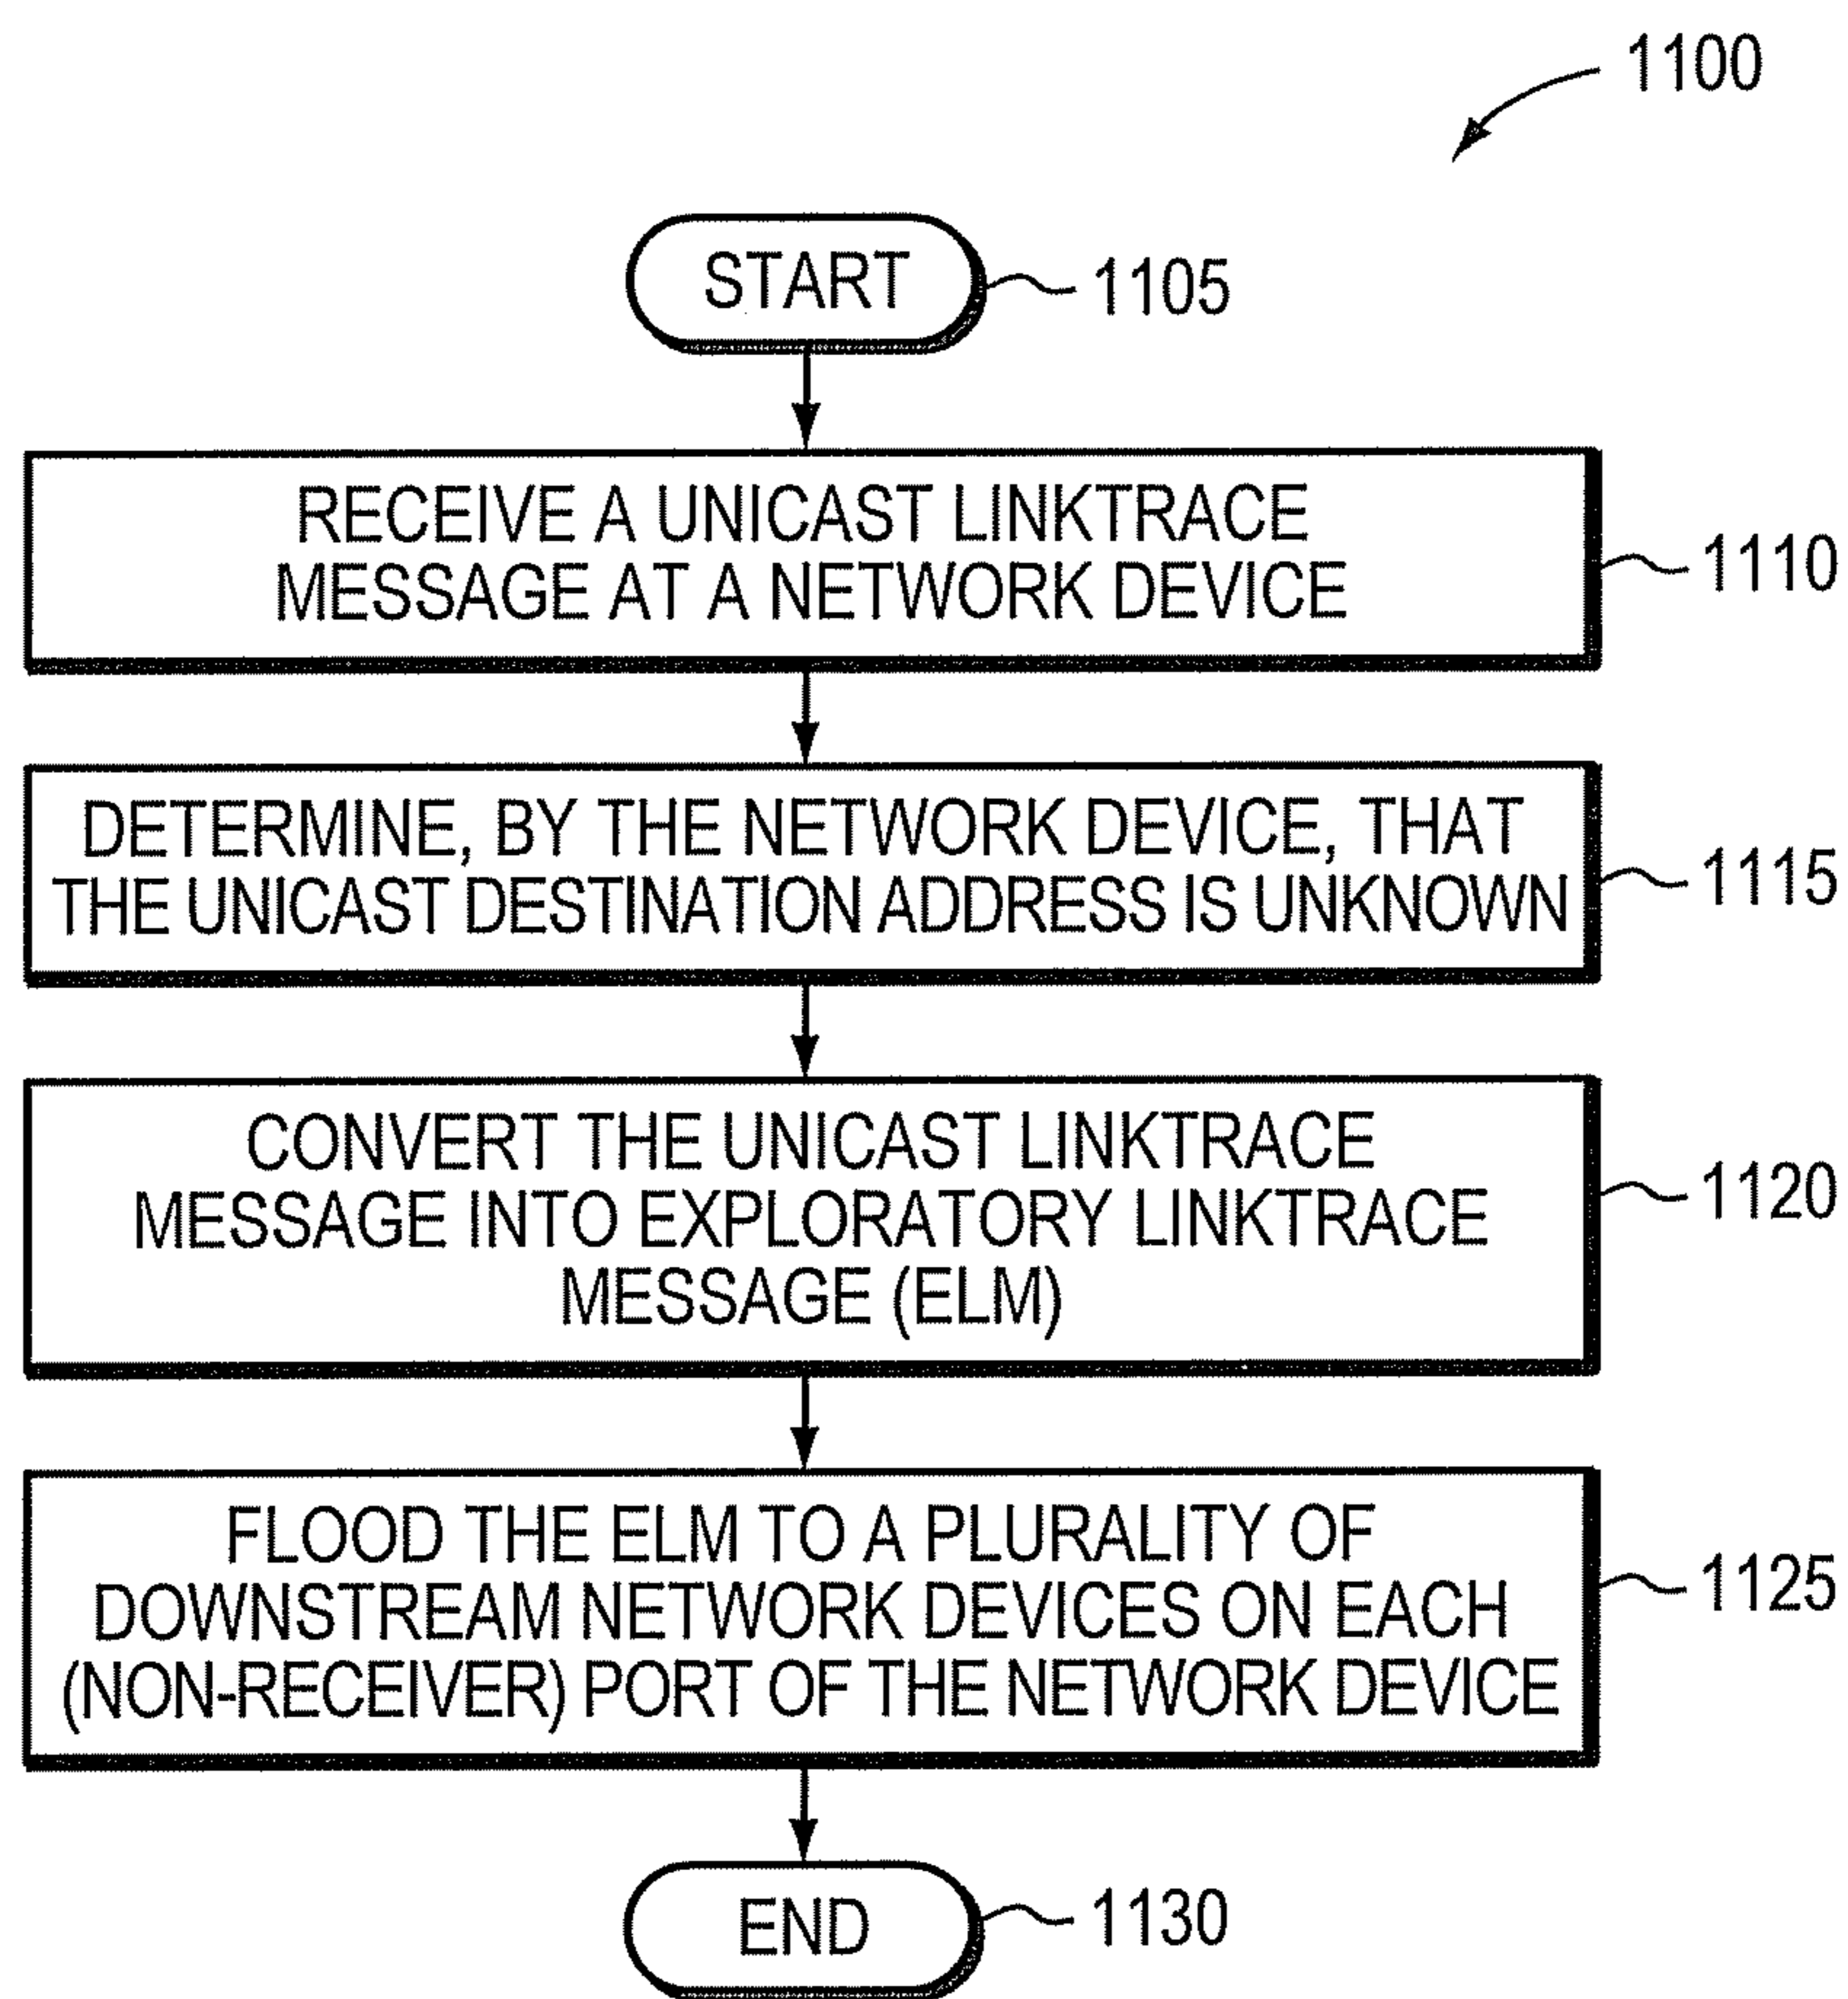 1100
START
1105
RECEIVE A UNICAST LINKTRACE
MESSAGE AT A NETWORK DEVICE
1110
DETERMINE, BY THE NETWORK DEVICE, THAT
THE UNICAST DESTINATION ADDRESS IS UNKNOWN
1115
CONVERT THE UNICAST LINKTRACE
MESSAGE INTO EXPLORATORY LINKTRACE
MESSAGE (ELM)
1120
FLOOD THE ELM TO A PLURALITY OF
DOWNSTREAM NETWORK DEVICES ON EACH
(NON-RECEIVER) PORT OF THE NETWORK DEVICE
1125
END
1130